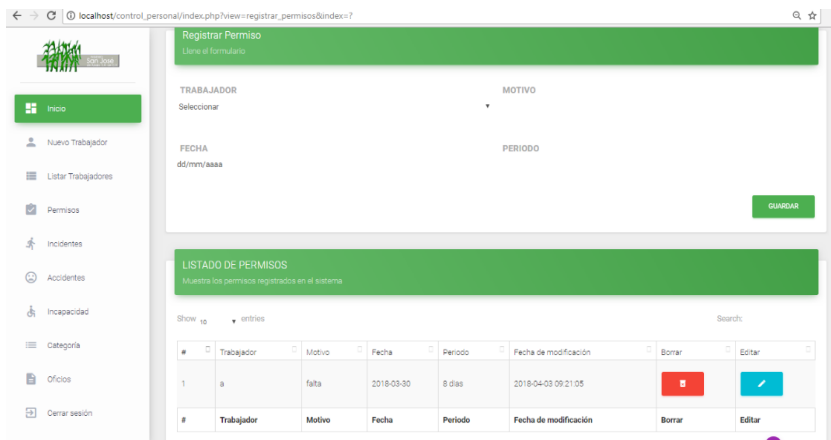 localhost/control_personal/index.php?view=registrar_permisos&index=?
San José
Inicio
Nuevo Trabajador
Listar Trabajadores
Permisos
Incidentes
Accidentes
Incapacidad
Categoría
Oficios
Cerrar sesión
Registrar Permiso
Llene el formulario
TRABAJADOR MOTIVO
Seleccionar
FECHA PERIODO
dd/mm/aaaa
GUARDAR
LISTADO DE PERMISOS
Muestra los permisos registrados en el sistema
Show 10 entries Search:
# Trabajador Motivo Fecha Periodo Fecha de modificación Borrar Editar
1 a falta 2018-03-30 8 dias 2018-04-03 09:21:05
# Trabajador Motivo Fecha Periodo Fecha de modificación Borrar Editar